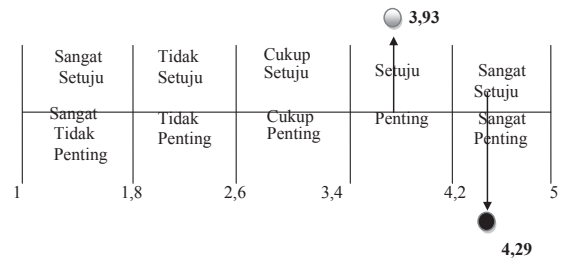 3,93
Sangat
Setuju
Tidak
Setuju
Cukup
Setuju
Setuju
Sangat
Setuju
Sangat
Tidak
Penting
Tidak
Penting
Cukup
Penting
Penting
Sangat
Penting
1 1,8 2,6 3,4 4,2 5
4,29